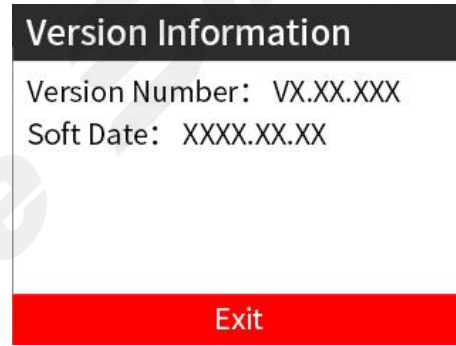 Version Information
Version Number： VX.XX.XXX
Soft Date： XXXX.XX.XX
Exit